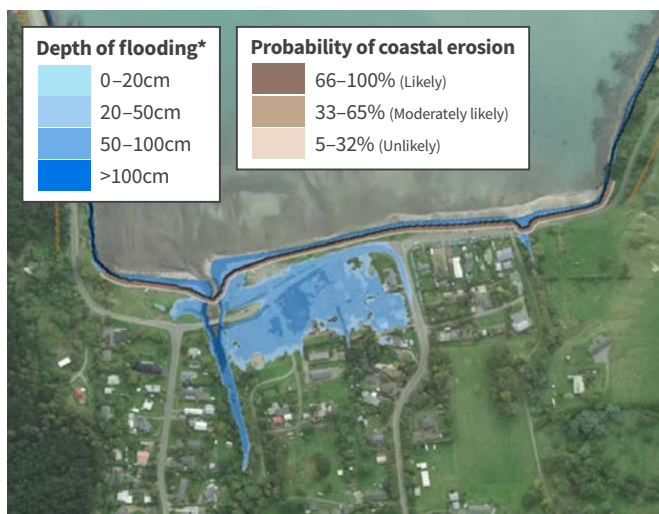 Depth of flooding*
0–20cm
20–50cm
50–100cm
>100cm
Probability of coastal erosion
66–100% (Likely)
33–65% (Moderately likely)
5–32% (Unlikely)